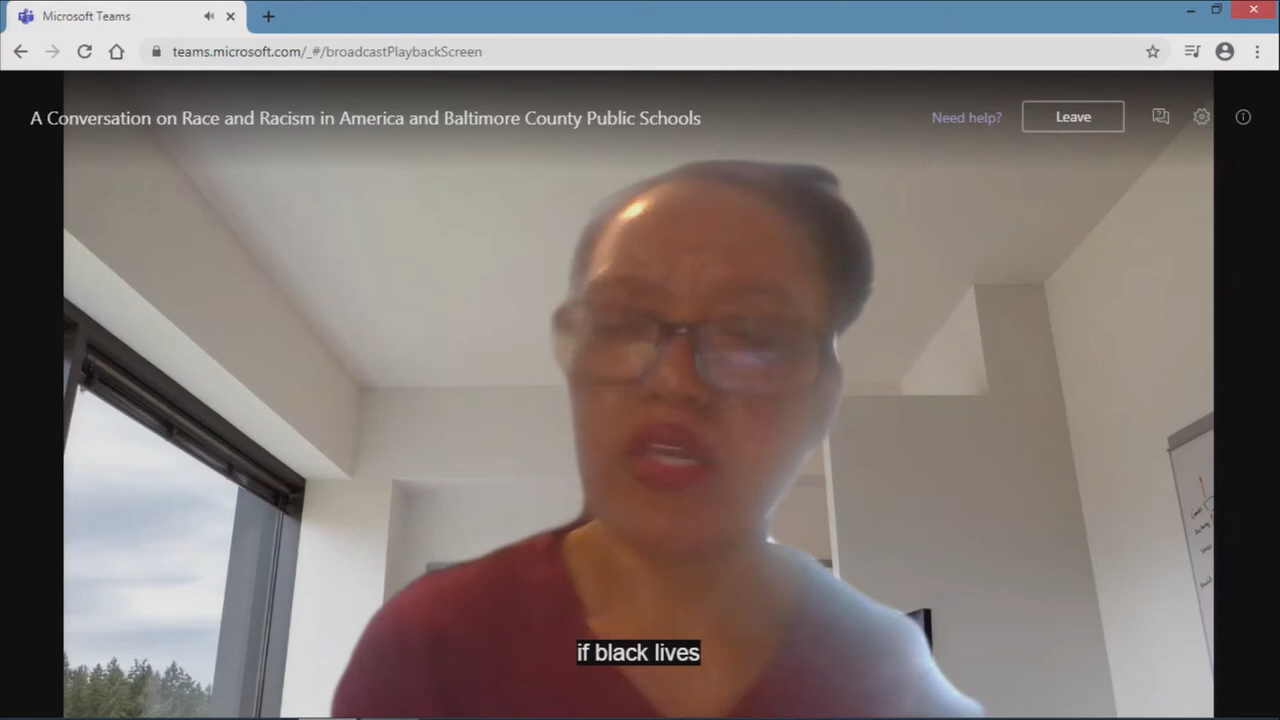 Microsoft Teams
teams.microsoft.com/_#/broadcastPlaybackScreen
A Conversation on Race and Racism in America and Baltimore County Public Schools
Need help?
Leave
if black lives